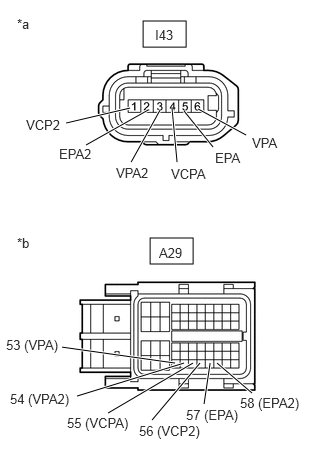 *a
I43
1 2 3 4 5 6
VCP2
VPA
EPA2
EPA
VPA2
VCPA
*b
A29
53 (VPA)
54 (VPA2)
58 (EPA2)
57 (EPA)
55 (VCPA)
56 (VCP2)